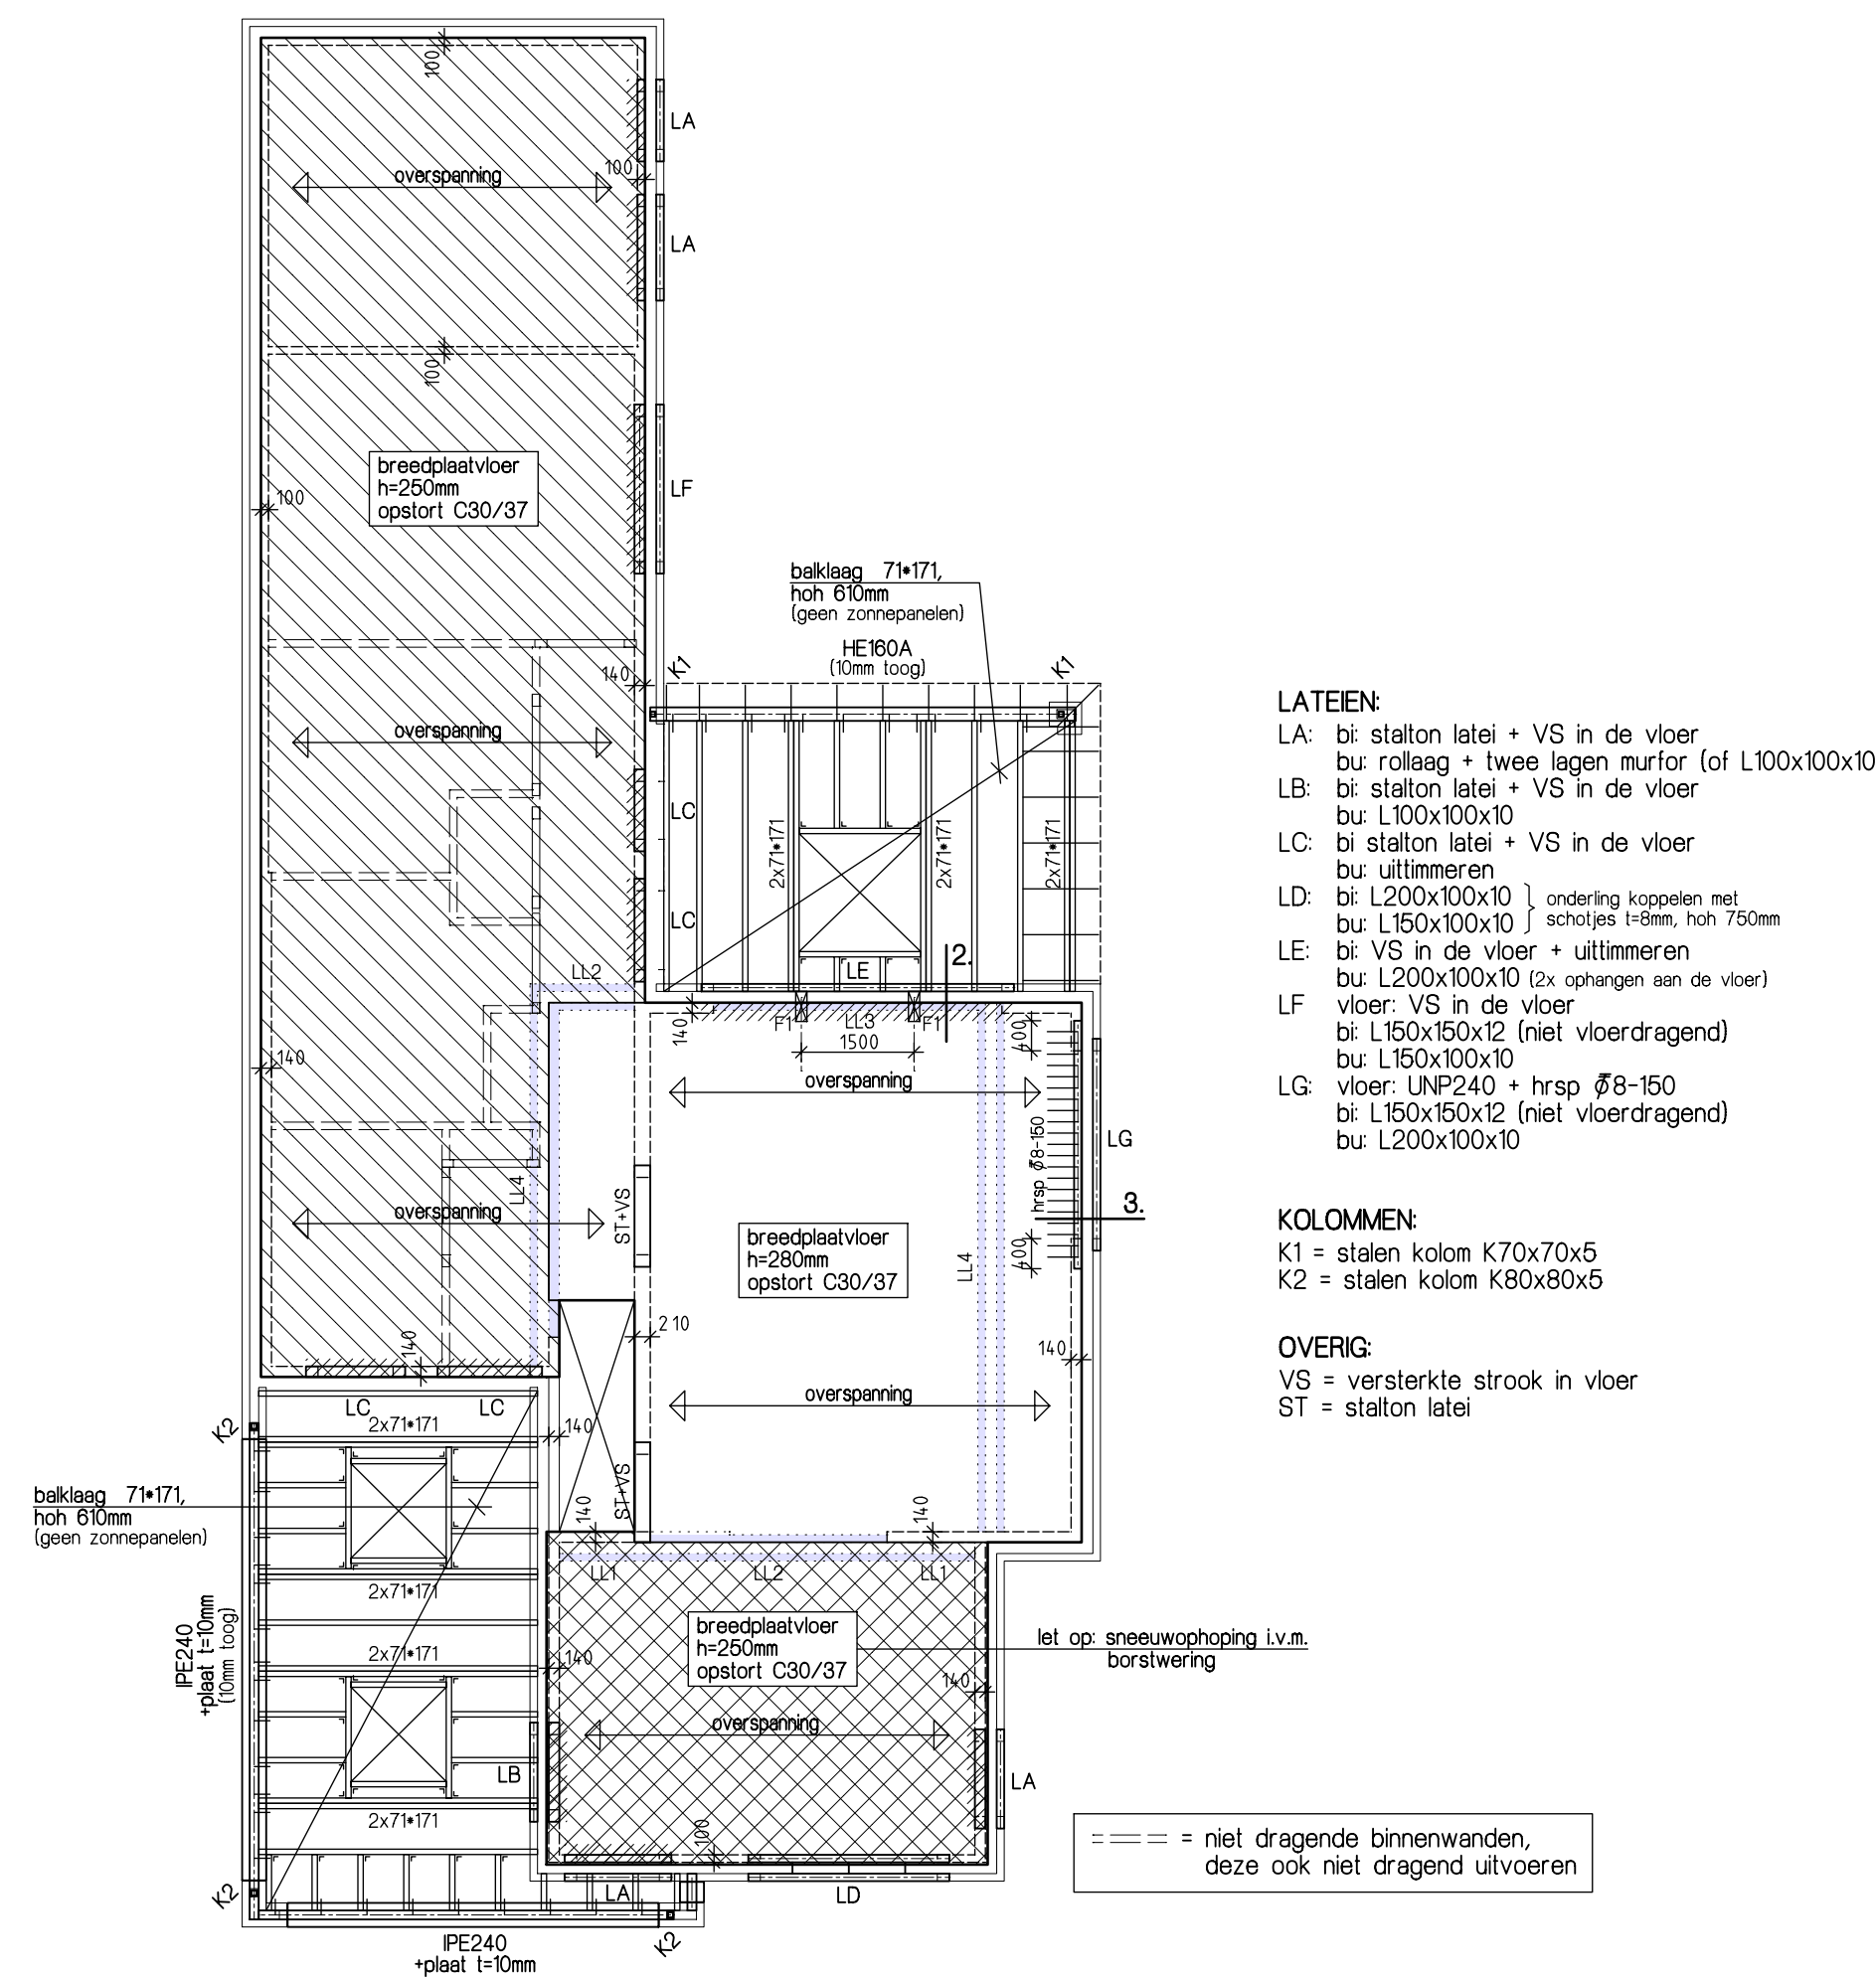 100
LA
overspanning
100
LA
100
breedplaatvloer
h=250mm
opstort C30/37
100
LF
balklaag 71*171,
hoh 610mm
(geen zonnepanelen)
HE160A
(10mm toog)
K1
K1
140
overspanning
LC
2x71*171
2x71*171
2x71*171
LC
LL2
LE
2.
140
F1
LL3
F1
1500
400
140
overspanning
hrsp ⌀8-150
LG
LL4
overspanning
ST+VS
3.
breedplaatvloer
h=280mm
opstort C30/37
LL4
400
210
140
140
overspanning
LC
LC
2x71*171
K2
140
ST+VS
140
140
balklaag 71*171,
hoh 610mm
(geen zonnepanelen)
LL1
LL2
LL1
2x71*171
IPE240
+plaat t=10mm
(10mm toog)
2x71*171
140
breedplaatvloer
h=250mm
opstort C30/37
let op: sneeuwophoping i.v.m.
borstwering
140
overspanning
LB
LA
2x71*171
100
K2
LA
LD
IPE240
+plaat t=10mm
K2
LATEIEN:
LA: bi: stalton latei + VS in de vloer
bu: rollaag + twee lagen murfor (of L100x100x10
LB: bi: stalton latei + VS in de vloer
bu: L100x100x10
LC: bi stalton latei + VS in de vloer
bu: uittimmeren
LD: bi: L200x100x10
bu: L150x100x10
onderling koppelen met
schotjes t=8mm, hoh 750mm
LE: bi: VS in de vloer + uittimmeren
bu: L200x100x10 (2x ophangen aan de vloer)
LF vloer: VS in de vloer
bi: L150x150x12 (niet vloerdragend)
bu: L150x100x10
LG: vloer: UNP240 + hrsp ⌀8-150
bi: L150x150x12 (niet vloerdragend)
bu: L200x100x10
KOLOMMEN:
K1 = stalen kolom K70x70x5
K2 = stalen kolom K80x80x5
OVERIG:
VS = versterkte strook in vloer
ST = stalton latei
= niet dragende binnenwanden,
deze ook niet dragend uitvoeren